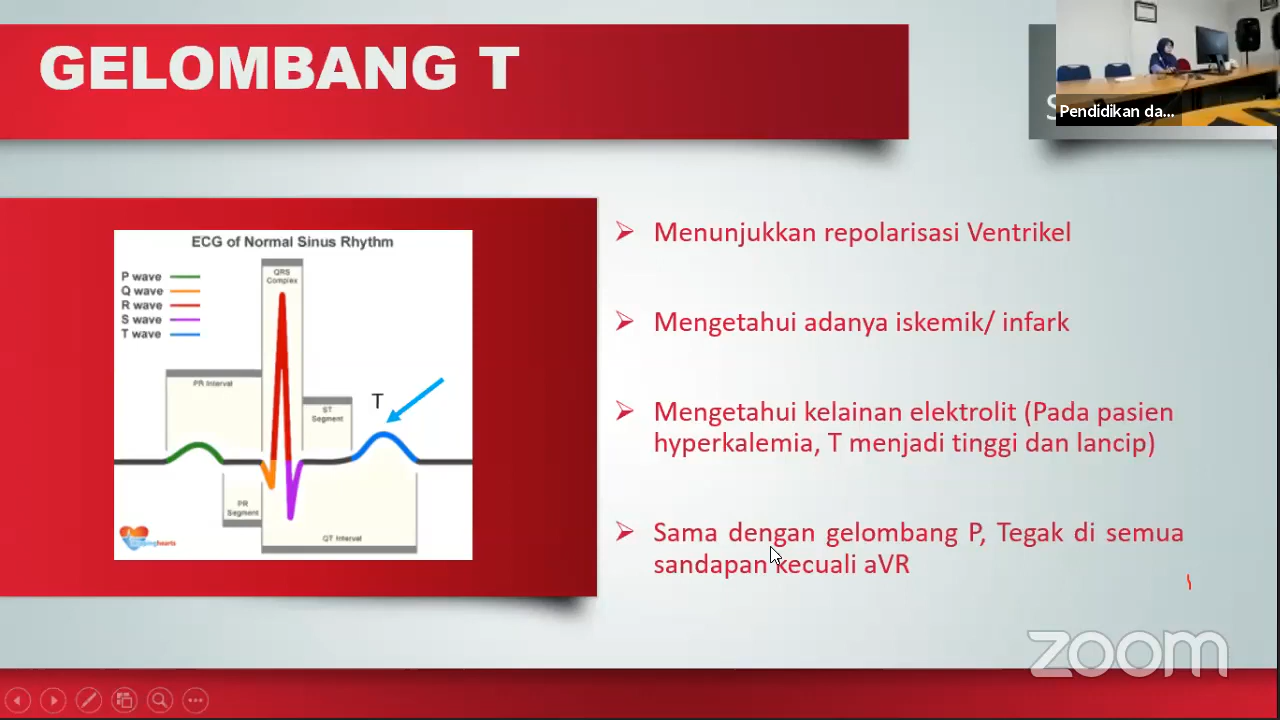 GELOMBANG T
S
Pendidikan da...
ECG of Normal Sinus Rhythm
P wave
Q wave
R wave
S wave
T wave
QRS
Complex
PR Interval
ST
Segment
T
PR
Segment
QT Interval
Menunjukkan repolarisasi Ventrikel
Mengetahui adanya iskemik/ infark
Mengetahui kelainan elektrolit (Pada pasien
hyperkalemia, T menjadi tinggi dan lancip)
Sama dengan gelombang P, Tegak di semua
sandapan kecuali aVR
zoom